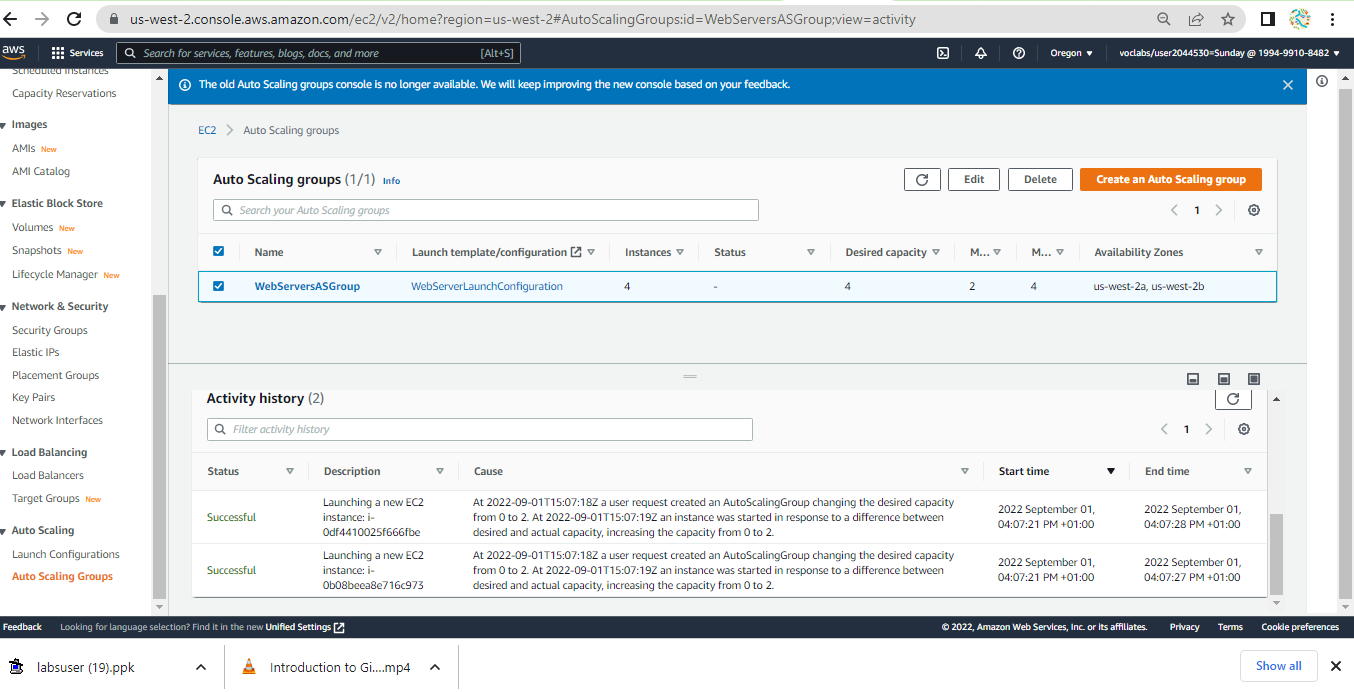 us-west-2.console.aws.amazon.com/ec2/v2/home?region=us-west-2#AutoScalingGroups:id=WebServersASGroup;view=activity
aws
Services
Search for services, features, blogs, docs, and more
[Alt+S]
Oregon
voclabs/user2044530=Sunday @ 1994-9910-8482
Scheduled Instances
Capacity Reservations
Images
AMIs New
AMI Catalog
Elastic Block Store
Volumes New
Snapshots New
Lifecycle Manager New
Network & Security
Security Groups
Elastic IPs
Placement Groups
Key Pairs
Network Interfaces
Load Balancing
Load Balancers
Target Groups New
Auto Scaling
Launch Configurations
Auto Scaling Groups
The old Auto Scaling groups console is no longer available. We will keep improving the new console based on your feedback.
EC2 > Auto Scaling groups
Auto Scaling groups (1/1) Info
Edit
Delete
Create an Auto Scaling group
Search your Auto Scaling groups
1
Name
Launch template/configuration
Instances
Status
Desired capacity
M...
M...
Availability Zones
WebServersASGroup
WebServerLaunchConfiguration
4
-
4
2
4
us-west-2a, us-west-2b
Activity history (2)
Filter activity history
1
Status
Description
Cause
Start time
End time
Successful
Launching a new EC2
instance: i-
0df4410025f666fbe
At 2022-09-01T15:07:18Z a user request created an AutoScalingGroup changing the desired capacity
from 0 to 2. At 2022-09-01T15:07:19Z an instance was started in response to a difference between
desired and actual capacity, increasing the capacity from 0 to 2.
2022 September 01,
04:07:21 PM +01:00
2022 September 01,
04:07:28 PM +01:00
Successful
Launching a new EC2
instance: i-
0b08beea8e716c973
At 2022-09-01T15:07:18Z a user request created an AutoScalingGroup changing the desired capacity
from 0 to 2. At 2022-09-01T15:07:19Z an instance was started in response to a difference between
desired and actual capacity, increasing the capacity from 0 to 2.
2022 September 01,
04:07:21 PM +01:00
2022 September 01,
04:07:27 PM +01:00
Feedback
Looking for language selection? Find it in the new Unified Settings
© 2022, Amazon Web Services, Inc. or its affiliates.
Privacy
Terms
Cookie preferences
labsuser (19).ppk
Introduction to Gi....mp4
Show all